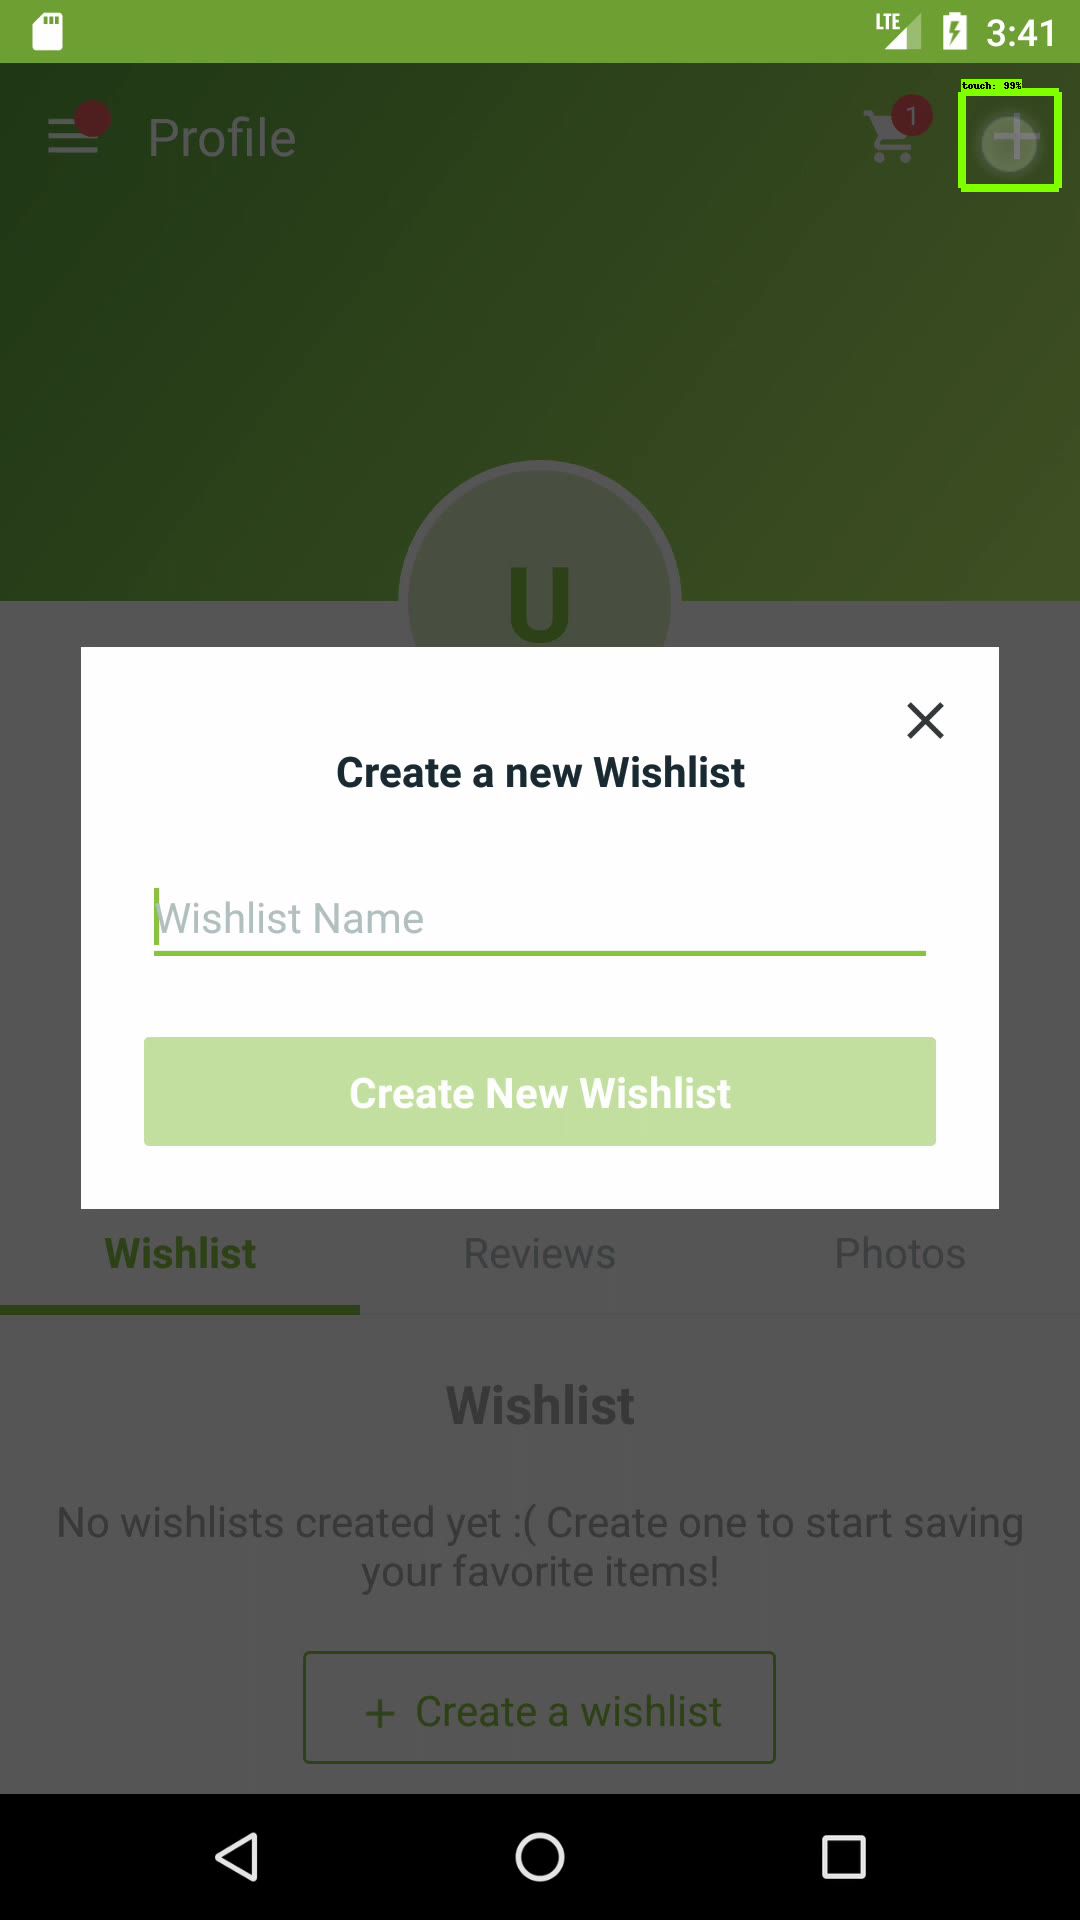 LTE 3:41
touch: 99%
Profile
1
U
Create a new Wishlist
Wishlist Name
Create New Wishlist
Wishlist Reviews Photos
Wishlist
No wishlists created yet :( Create one to start saving
your favorite items!
+ Create a wishlist